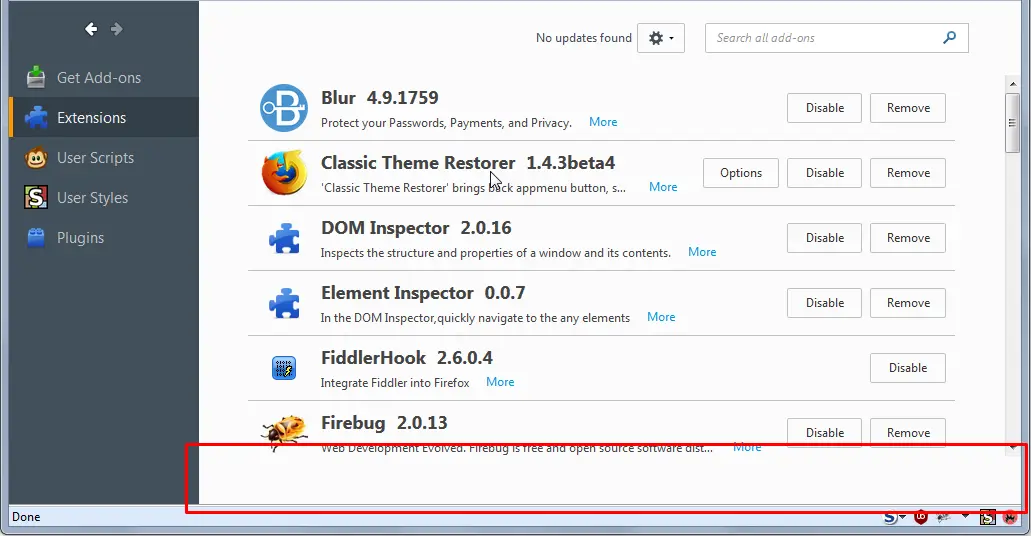 No updates found
Search all add-ons
Get Add-ons
Extensions
User Scripts
User Styles
Plugins
Blur 4.9.1759
Protect your Passwords, Payments, and Privacy. More
Disable Remove
Classic Theme Restorer 1.4.3beta4
'Classic Theme Restorer' brings back appmenu button, s... More
Options Disable Remove
DOM Inspector 2.0.16
Inspects the structure and properties of a window and its contents. More
Disable Remove
Element Inspector 0.0.7
In the DOM Inspector,quickly navigate to the any elements More
Disable Remove
FiddlerHook 2.6.0.4
Integrate Fiddler into Firefox More
Disable
Firebug 2.0.13
Web Development Evolved. Firebug is free and open source software dist... More
Disable Remove
Done